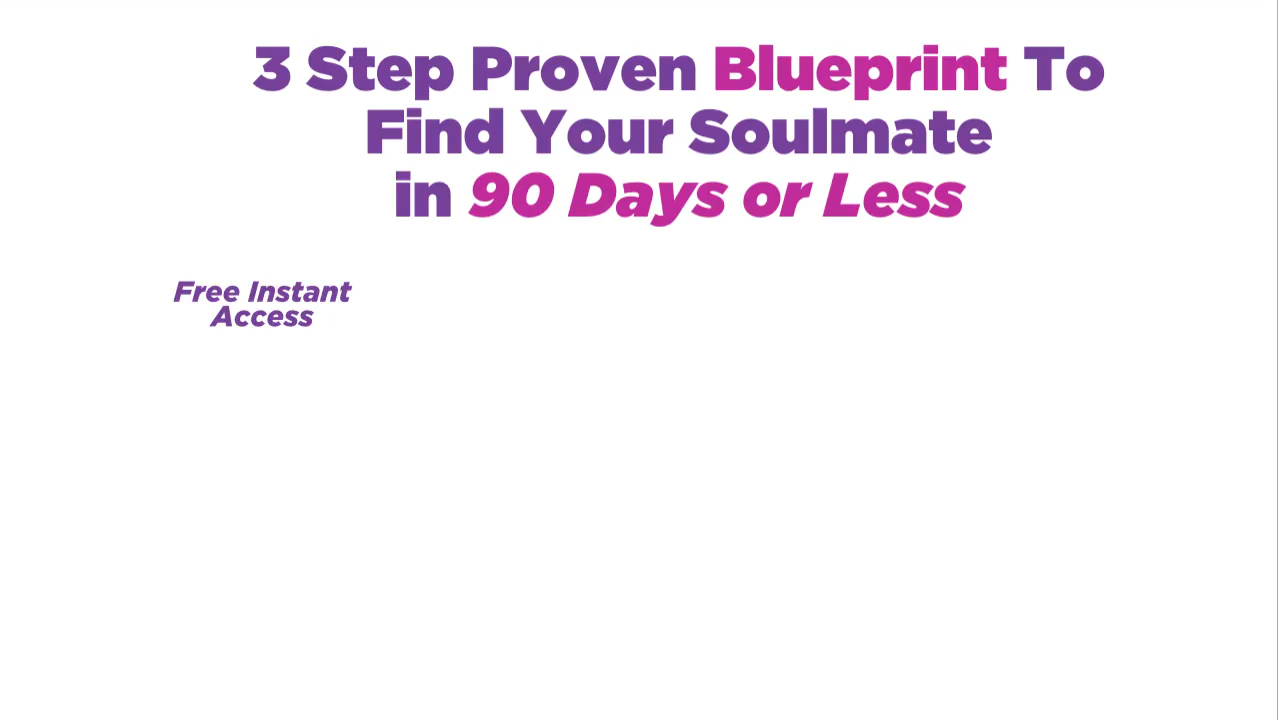 3 Step Proven Blueprint To
Find Your Soulmate
in 90 Days or Less
Free Instant
Access